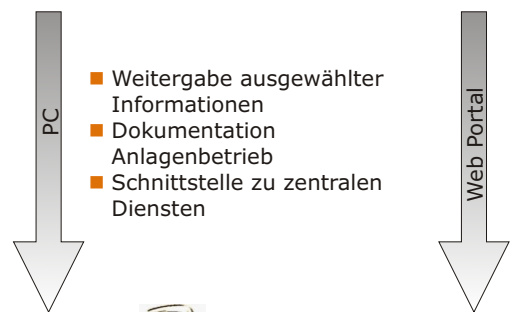 PC
Weitergabe ausgewählter
Informationen
Dokumentation
Anlagenbetrieb
Schnittstelle zu zentralen
Diensten
Web Portal